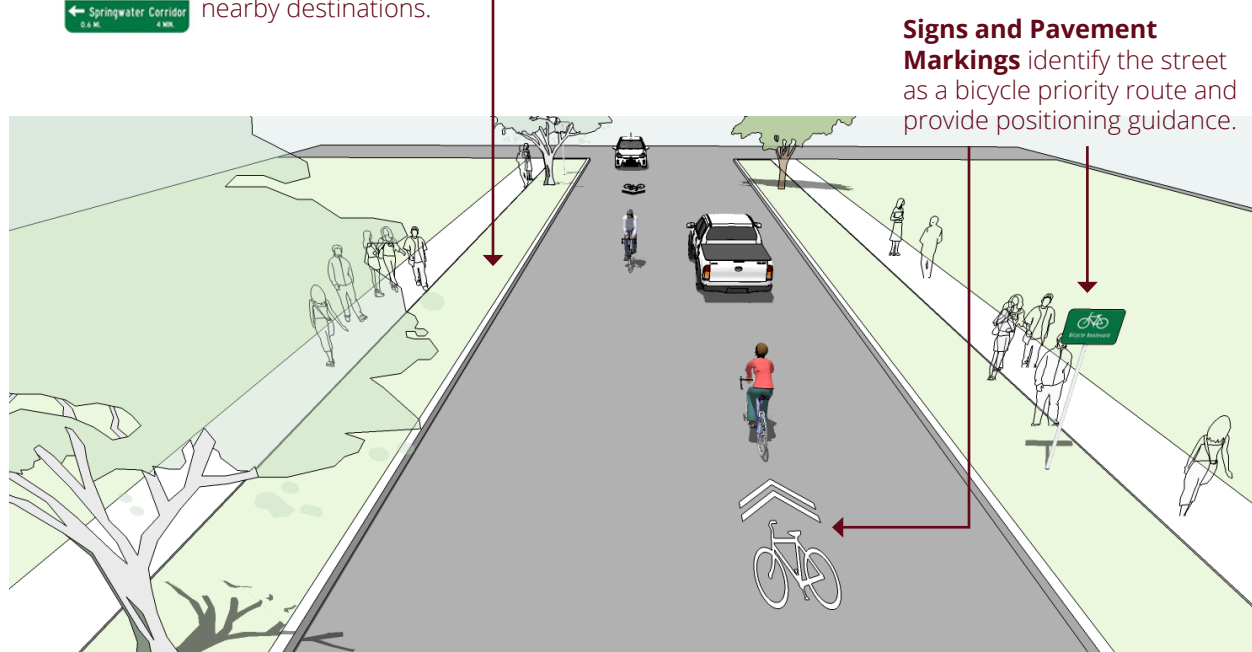 ← Springwater Corridor
0.6 MI. 4 MIN.
nearby destinations.
Signs and Pavement
Markings identify the street
as a bicycle priority route and
provide positioning guidance.
Bicycle Boulevard